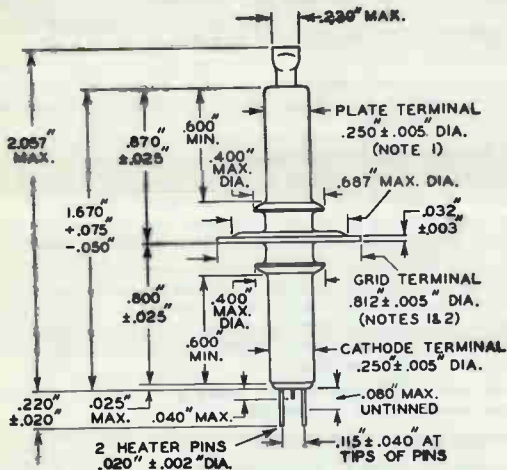 .230" MAX.
2.057"
MAX.
.870"
±.025"
.600"
MIN.
PLATE TERMINAL
.250"±.005" DIA.
(NOTE 1)
.400"
MAX.
DIA.
.687" MAX. DIA.
1.670"
+.075"
-.050"
.032"
±.003"
.800"
±.025"
.400"
MAX.
DIA.
GRID TERMINAL
.812"±.005" DIA.
(NOTES 1&2)
.600"
MIN.
CATHODE TERMINAL
.250"±.005" DIA.
.220"
±.020"
.025"
MAX.
.040" MAX.
.080" MAX.
UNTINNED
2 HEATER PINS
.020" ±.002" DIA.
.115"±.040" AT
TIPS OF PINS